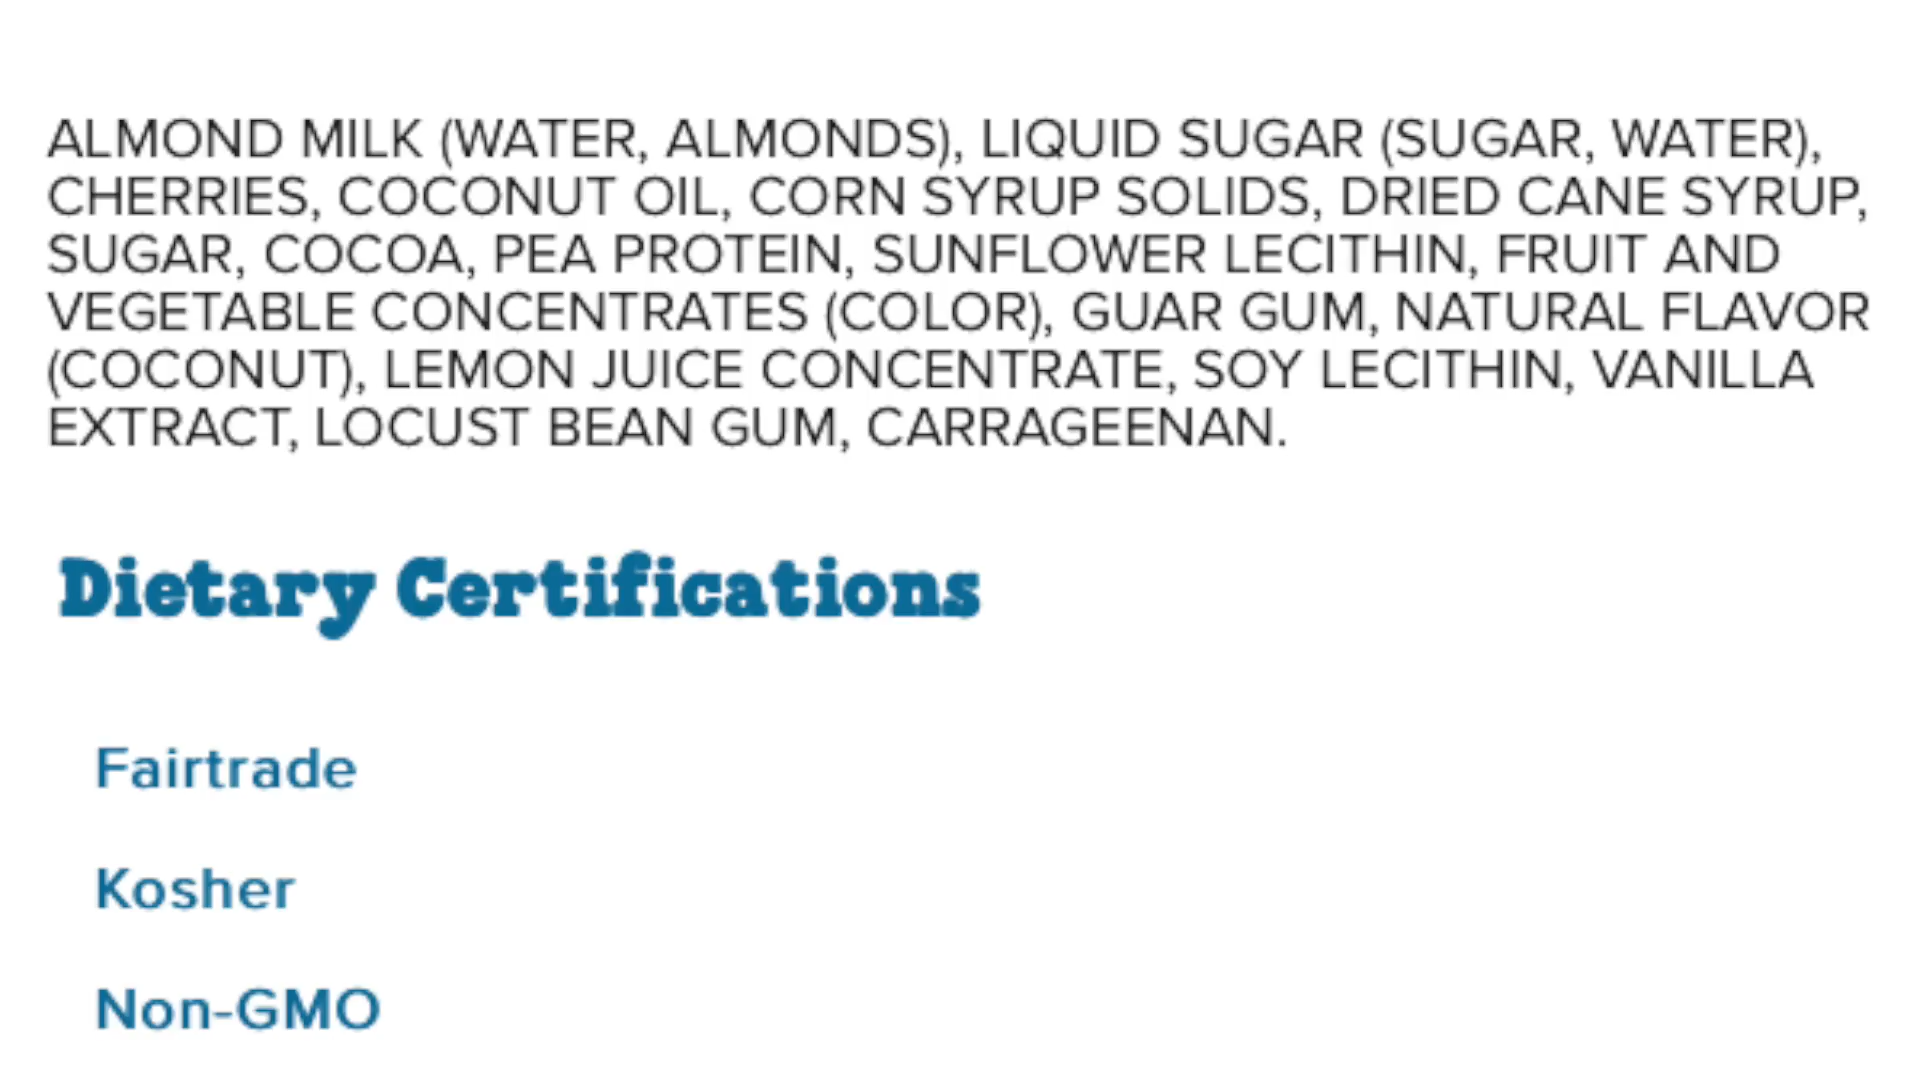 ALMOND MILK (WATER, ALMONDS), LIQUID SUGAR (SUGAR, WATER),
CHERRIES, COCONUT OIL, CORN SYRUP SOLIDS, DRIED CANE SYRUP,
SUGAR, COCOA, PEA PROTEIN, SUNFLOWER LECITHIN, FRUIT AND
VEGETABLE CONCENTRATES (COLOR), GUAR GUM, NATURAL FLAVOR
(COCONUT), LEMON JUICE CONCENTRATE, SOY LECITHIN, VANILLA
EXTRACT, LOCUST BEAN GUM, CARRAGEENAN.
Dietary Certifications
Fairtrade
Kosher
Non-GMO